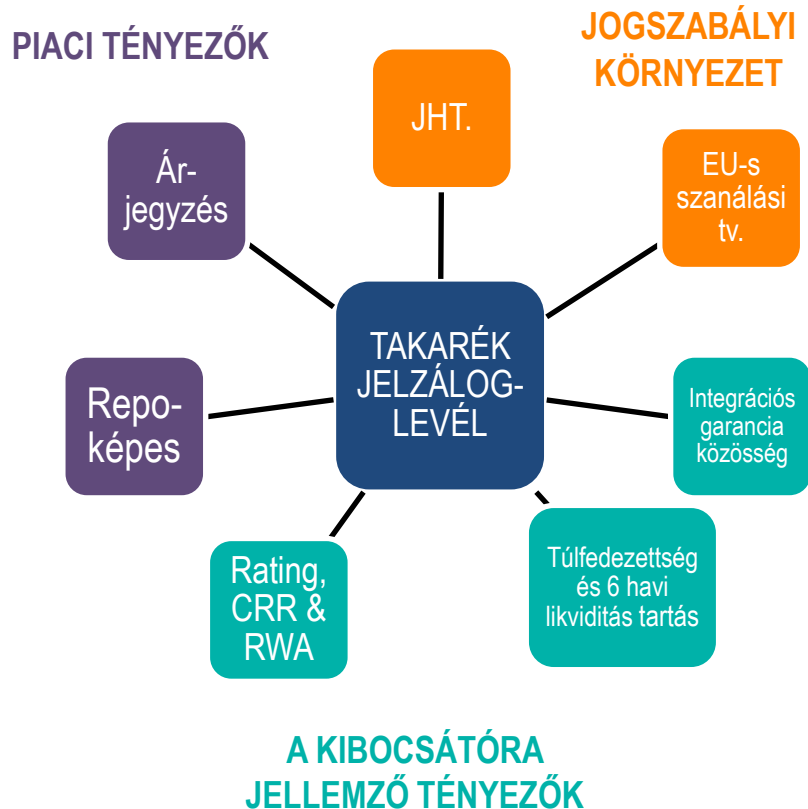 PIACI TÉNYEZŐK
JOGSZABÁLYI
KÖRNYEZET
JHT.
Ár-
jegyzés
EU-s
szanálási
tv.
TAKARÉK
JELZÁLOG-
LEVÉL
Repo-
képes
Integrációs
garancia
közösség
Rating,
CRR &
RWA
Túlfedezettség
és 6 havi
likviditás tartás
A KIBOCSÁTÓRA
JELLEMZŐ TÉNYEZŐK